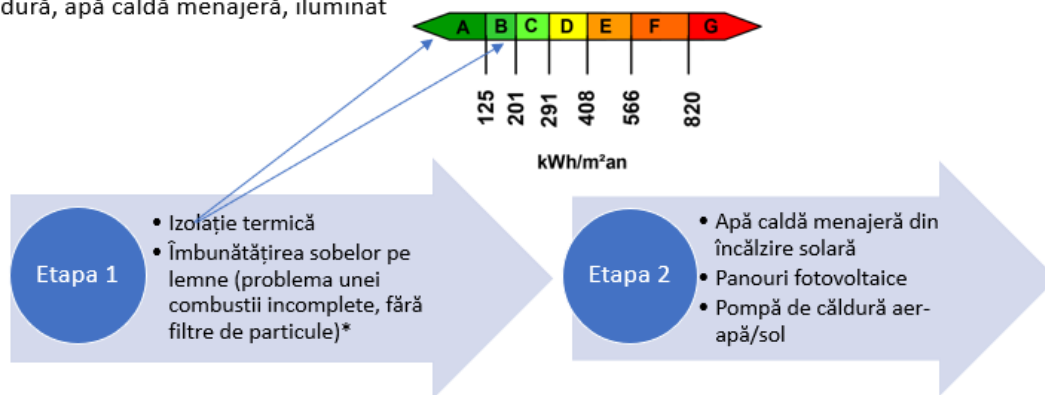 dură, apă caldă menajeră, iluminat
A B C D E F G
125 201 291 408 566 820
kWh/m²an
Etapa 1
• Izolație termică
• Îmbunătățirea sobelor pe
lemne (problema unei
combustii incomplete, fără
filtre de particule)*
Etapa 2
• Apă caldă menajeră din
încălzire solară
• Panouri fotovoltaice
• Pompă de căldură aer-
apă/sol